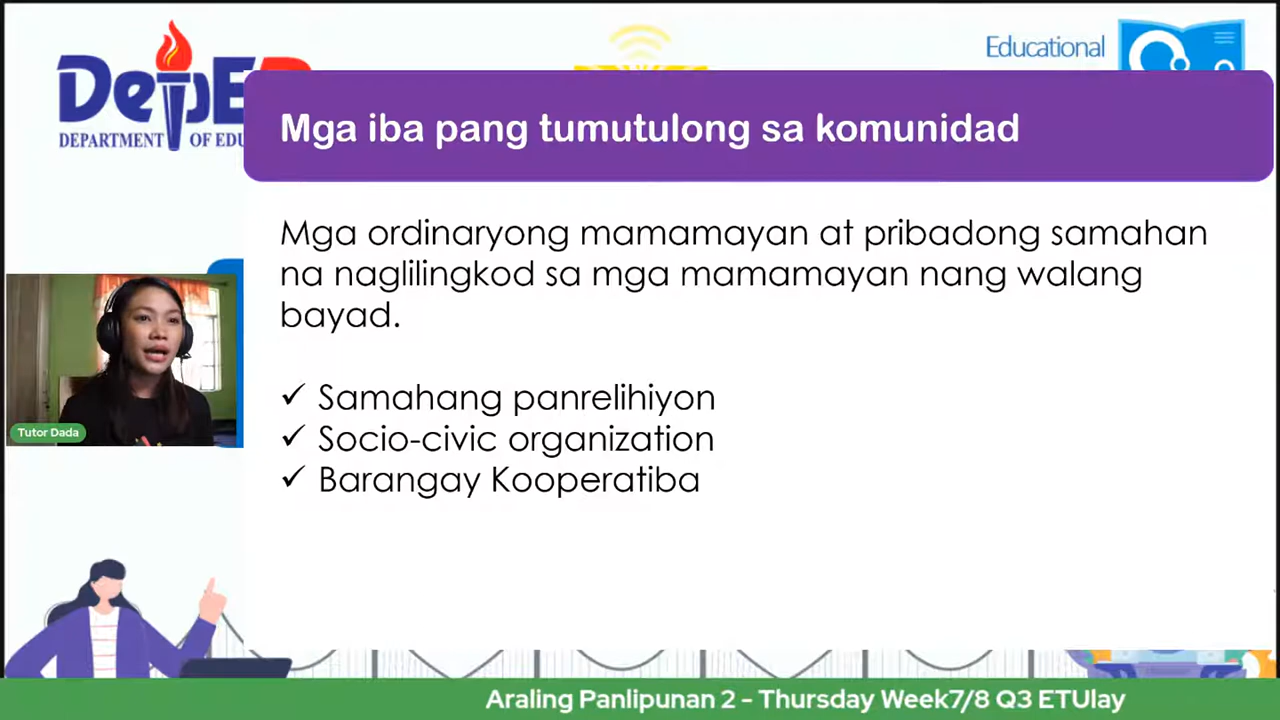 DepED
DEPARTMENT OF EDU
Educational
Mga iba pang tumutulong sa komunidad
Mga ordinaryong mamamayan at pribadong samahan
na naglilingkod sa mga mamamayan nang walang
bayad.
✓ Samahang panrelihiyon
✓ Socio-civic organization
✓ Barangay Kooperatiba
Tutor Dada
Araling Panlipunan 2 - Thursday Week7/8 Q3 ETUlay